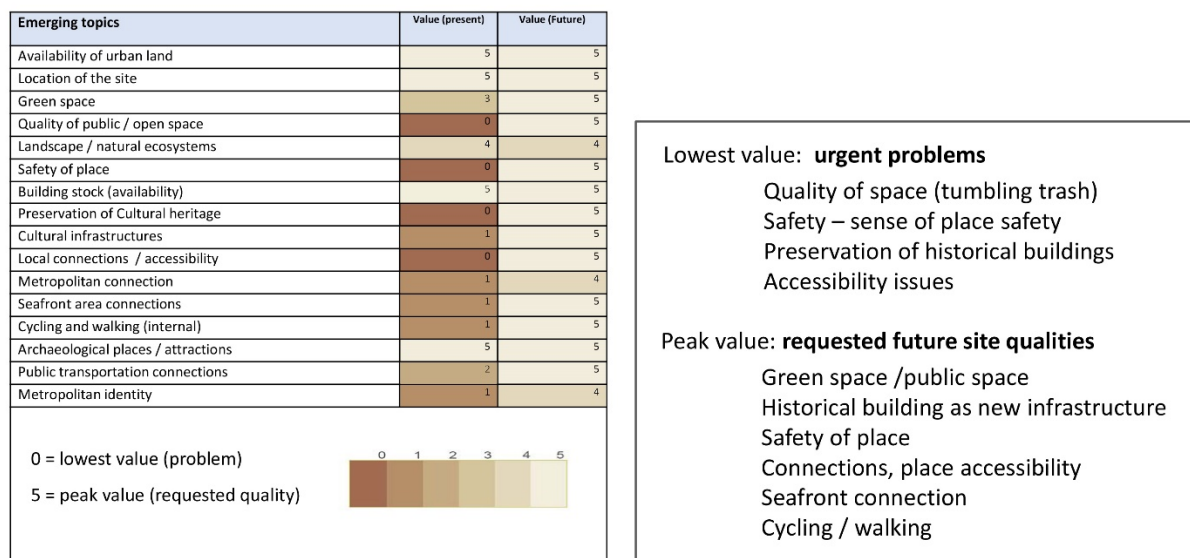 Emerging topics Value (present) Value (Future)
Availability of urban land 5 5
Location of the site 5 5
Green space 3 5
Quality of public / open space 0 5
Landscape / natural ecosystems 4 4
Safety of place 0 5
Building stock (availability) 5 5
Preservation of Cultural heritage 0 5
Cultural infrastructures 1 5
Local connections / accessibility 0 5
Metropolitan connection 1 4
Seafront area connections 1 5
Cycling and walking (internal) 1 5
Archaeological places / attractions 5 5
Public transportation connections 2 5
Metropolitan identity 1 4
0 = lowest value (problem)
5 = peak value (requested quality)
0 1 2 3 4 5
Lowest value: urgent problems
Quality of space (tumbling trash)
Safety – sense of place safety
Preservation of historical buildings
Accessibility issues
Peak value: requested future site qualities
Green space /public space
Historical building as new infrastructure
Safety of place
Connections, place accessibility
Seafront connection
Cycling / walking